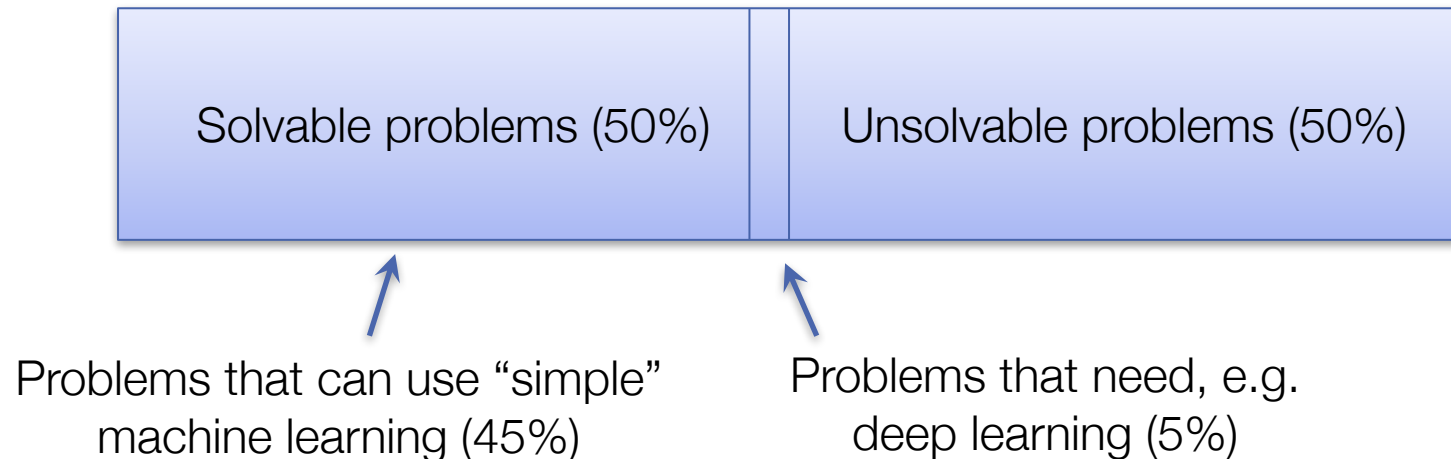 Solvable problems (50%)
Unsolvable problems (50%)
Problems that can use “simple”
machine learning (45%)
Problems that need, e.g.
deep learning (5%)